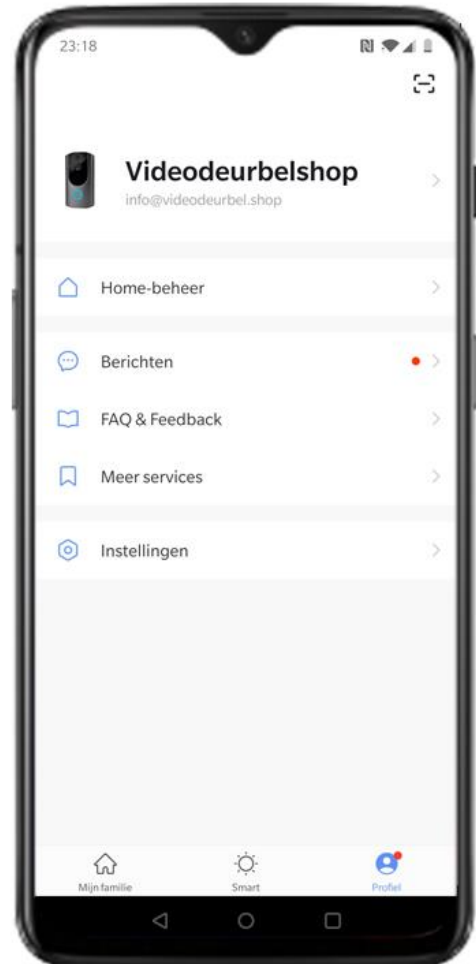 23:18
Videodeurbelshop
info@videodeurbel.shop
Home-beheer
Berichten
FAQ & Feedback
Meer services
Instellingen
Mijn familie
Smart
Profiel